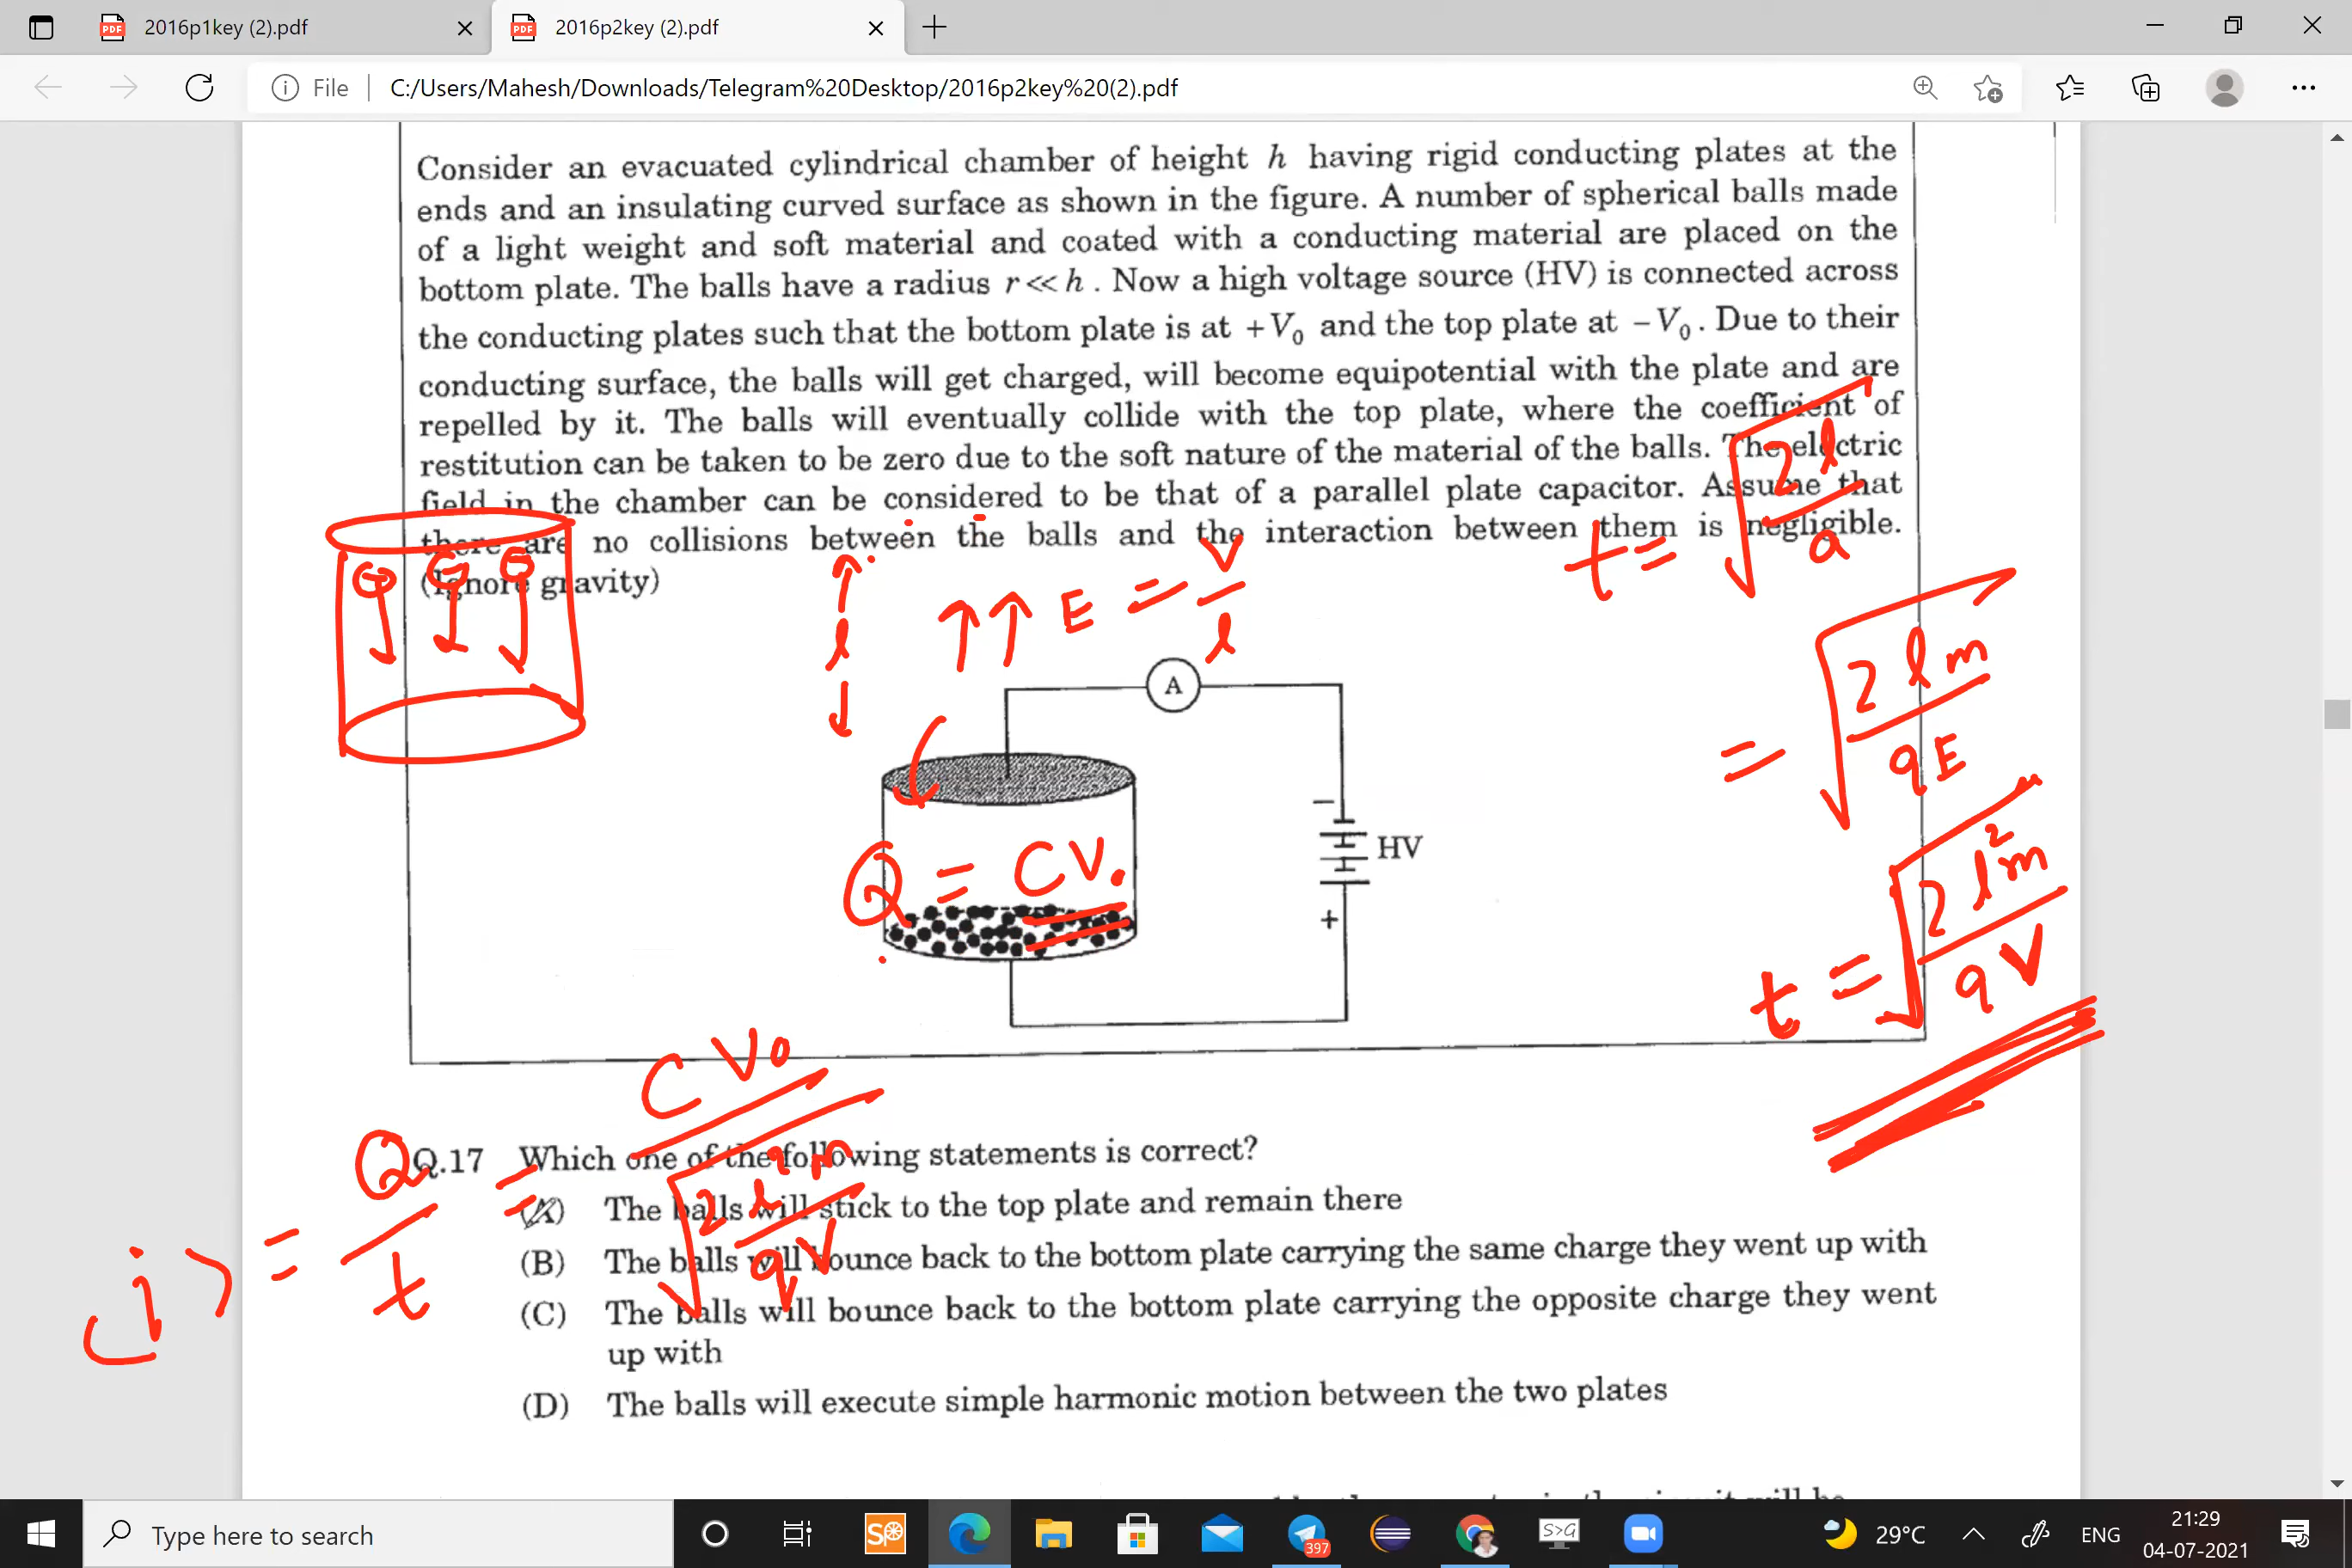 2016p1key (2).pdf
2016p2key (2).pdf
File
C:/Users/Mahesh/Downloads/Telegram%20Desktop/2016p2key%20(2).pdf
Consider an evacuated cylindrical chamber of height h having rigid conducting plates at the
ends and an insulating curved surface as shown in the figure. A number of spherical balls made
of a light weight and soft material and coated with a conducting material are placed on the
bottom plate. The balls have a radius r << h . Now a high voltage source (HV) is connected across
the conducting plates such that the bottom plate is at +V₀ and the top plate at −V₀. Due to their
conducting surface, the balls will get charged, will become equipotential with the plate and are
repelled by it. The balls will eventually collide with the top plate, where the coefficient of
restitution can be taken to be zero due to the soft nature of the material of the balls. The electric
field in the chamber can be considered to be that of a parallel plate capacitor. Assume that
there are no collisions between the balls and the interaction between them is negligible.
(Ignore gravity)
t = √(2l/a)
l
E = V/l
= √(2lm/qE)
A
−
HV
+
Q = CV₀
t = √(2l²m/qV)
<i> = Q/t = CV₀/√(2l²m/qV)
Q.17 Which one of the following statements is correct?
(A) The balls will stick to the top plate and remain there
(B) The balls will bounce back to the bottom plate carrying the same charge they went up with
(C) The balls will bounce back to the bottom plate carrying the opposite charge they went
up with
(D) The balls will execute simple harmonic motion between the two plates
Type here to search
397
S>G
29°C
ENG
21:29
04-07-2021